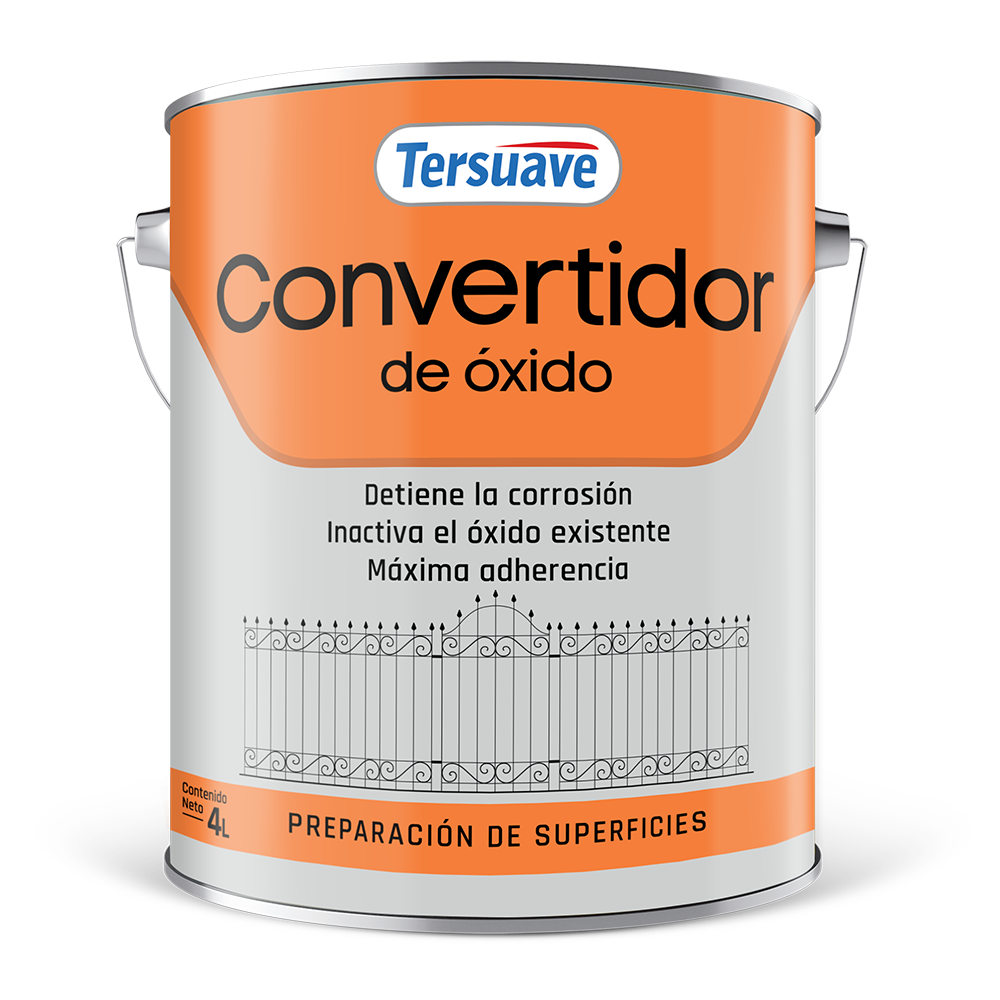 Tersuave
Convertidor
de óxido
Detiene la corrosión
Inactiva el óxido existente
Máxima adherencia
Contenido
Neto 4L
PREPARACIÓN DE SUPERFICIES